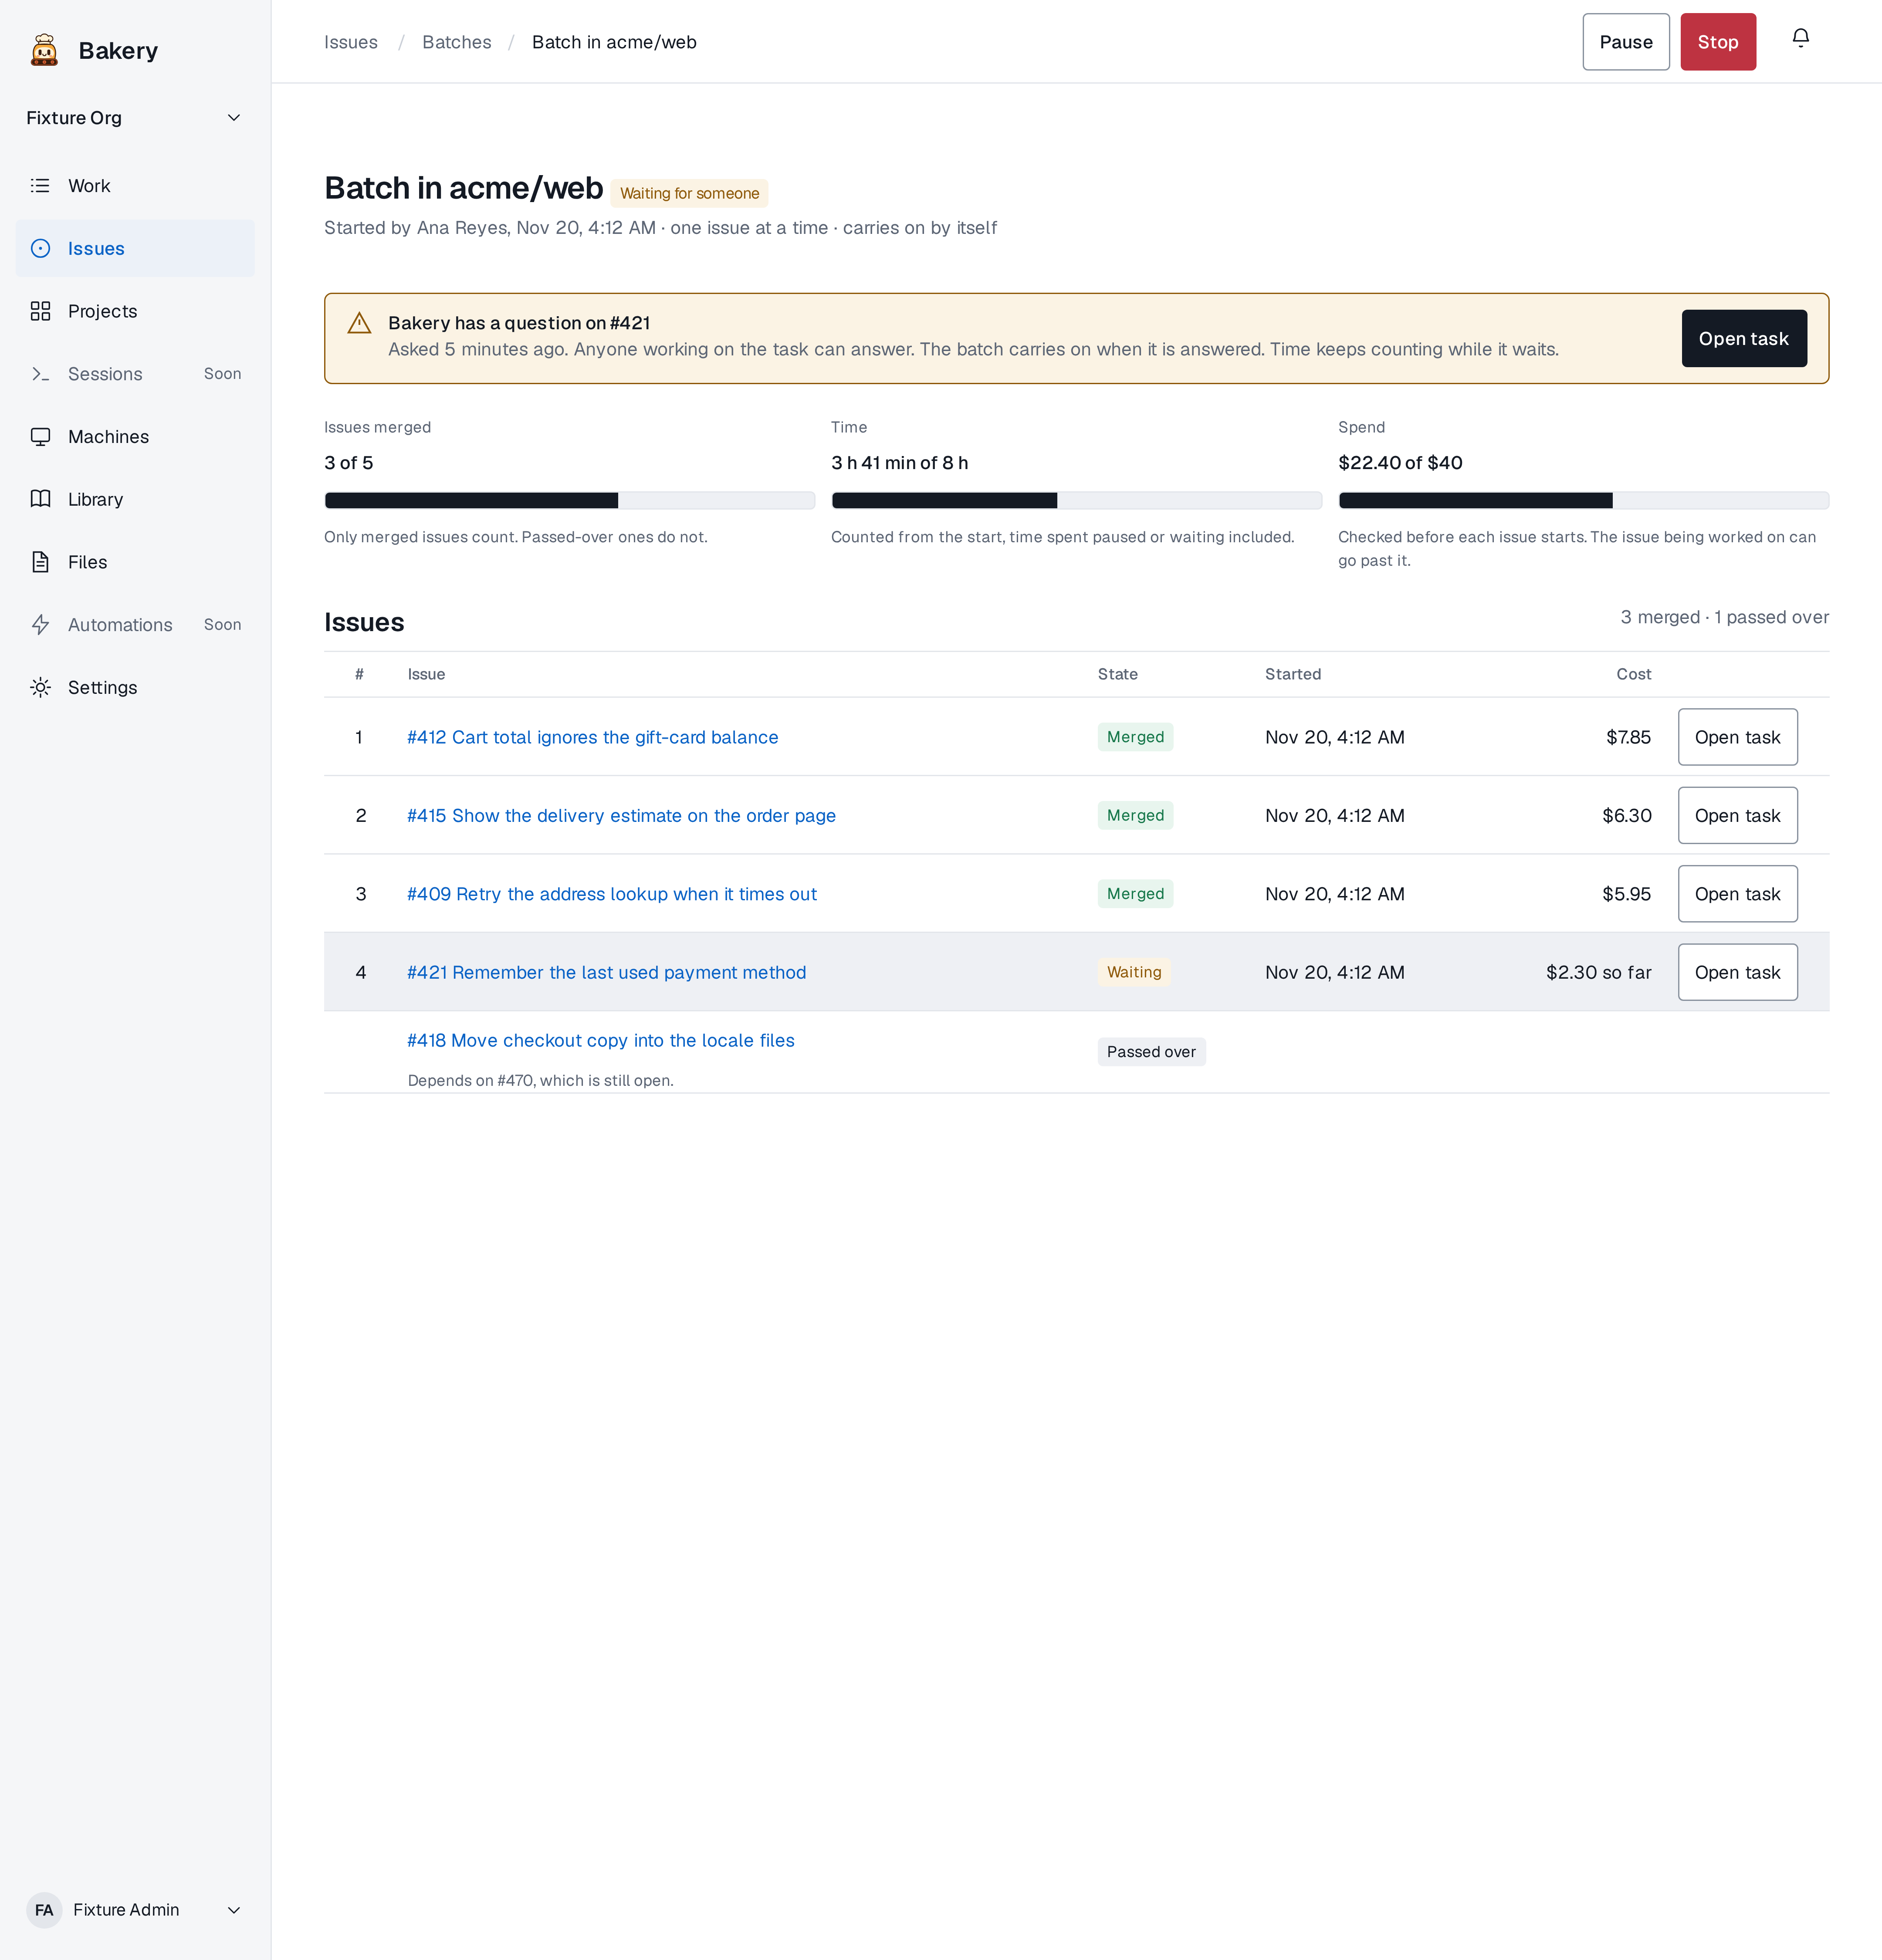 Bakery
Fixture Org
Work
Issues
Projects
Sessions Soon
Machines
Library
Files
Automations Soon
Settings
FA Fixture Admin
Issues / Batches / Batch in acme/web
Pause
Stop
Batch in acme/web Waiting for someone
Started by Ana Reyes, Nov 20, 4:12 AM · one issue at a time · carries on by itself
Bakery has a question on #421
Asked 5 minutes ago. Anyone working on the task can answer. The batch carries on when it is answered. Time keeps counting while it waits.
Open task
Issues merged
3 of 5
Only merged issues count. Passed-over ones do not.
Time
3 h 41 min of 8 h
Counted from the start, time spent paused or waiting included.
Spend
$22.40 of $40
Checked before each issue starts. The issue being worked on can
go past it.
Issues
3 merged · 1 passed over
# Issue State Started Cost
1 #412 Cart total ignores the gift-card balance Merged Nov 20, 4:12 AM $7.85 Open task
2 #415 Show the delivery estimate on the order page Merged Nov 20, 4:12 AM $6.30 Open task
3 #409 Retry the address lookup when it times out Merged Nov 20, 4:12 AM $5.95 Open task
4 #421 Remember the last used payment method Waiting Nov 20, 4:12 AM $2.30 so far Open task
#418 Move checkout copy into the locale files Passed over
Depends on #470, which is still open.